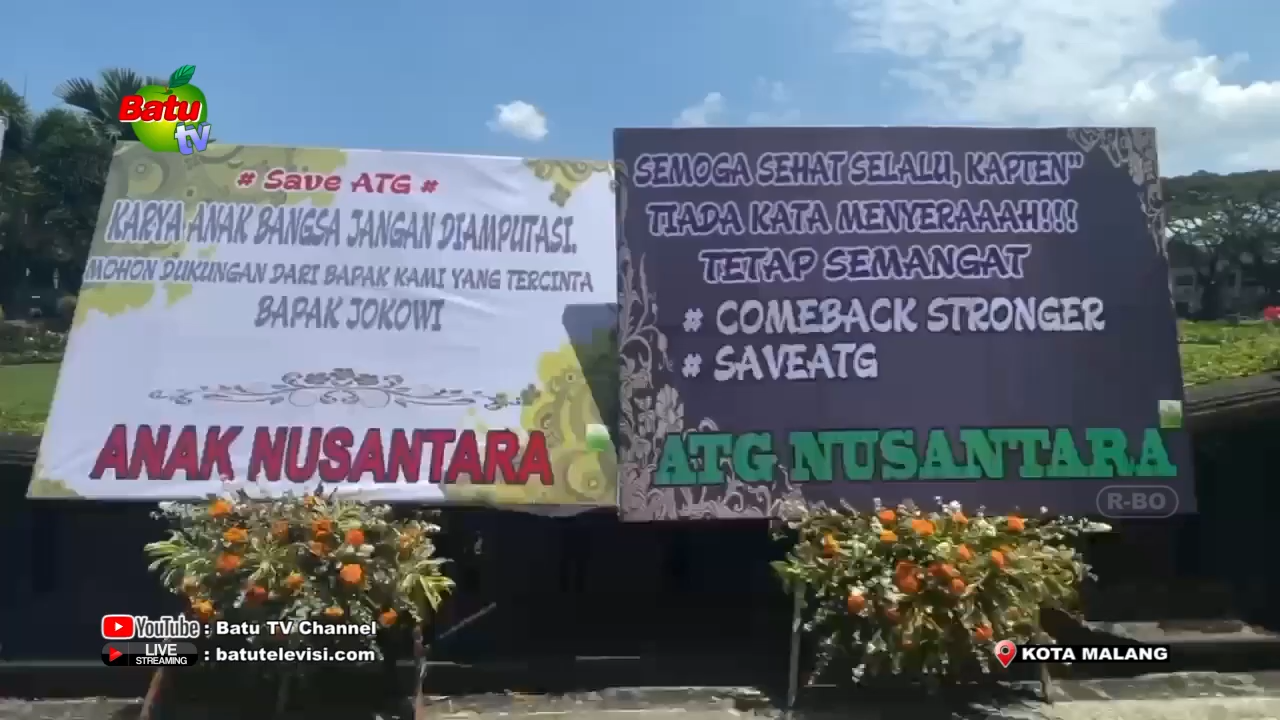 Batu
tv
# Save ATG #
KARYA ANAK BANGSA JANGAN DIAMPUTASI.
MOHON DUKUNGAN DARI BAPAK KAMI YANG TERCINTA
BAPAK JOKOWI
ANAK NUSANTARA
SEMOGA SEHAT SELALU, KAPTEN"
TIADA KATA MENYERAAAH!!!
TETAP SEMANGAT
# COMEBACK STRONGER
# SAVEATG
ATG NUSANTARA
R-BO
YouTube : Batu TV Channel
LIVE STREAMING : batutelevisi.com
KOTA MALANG